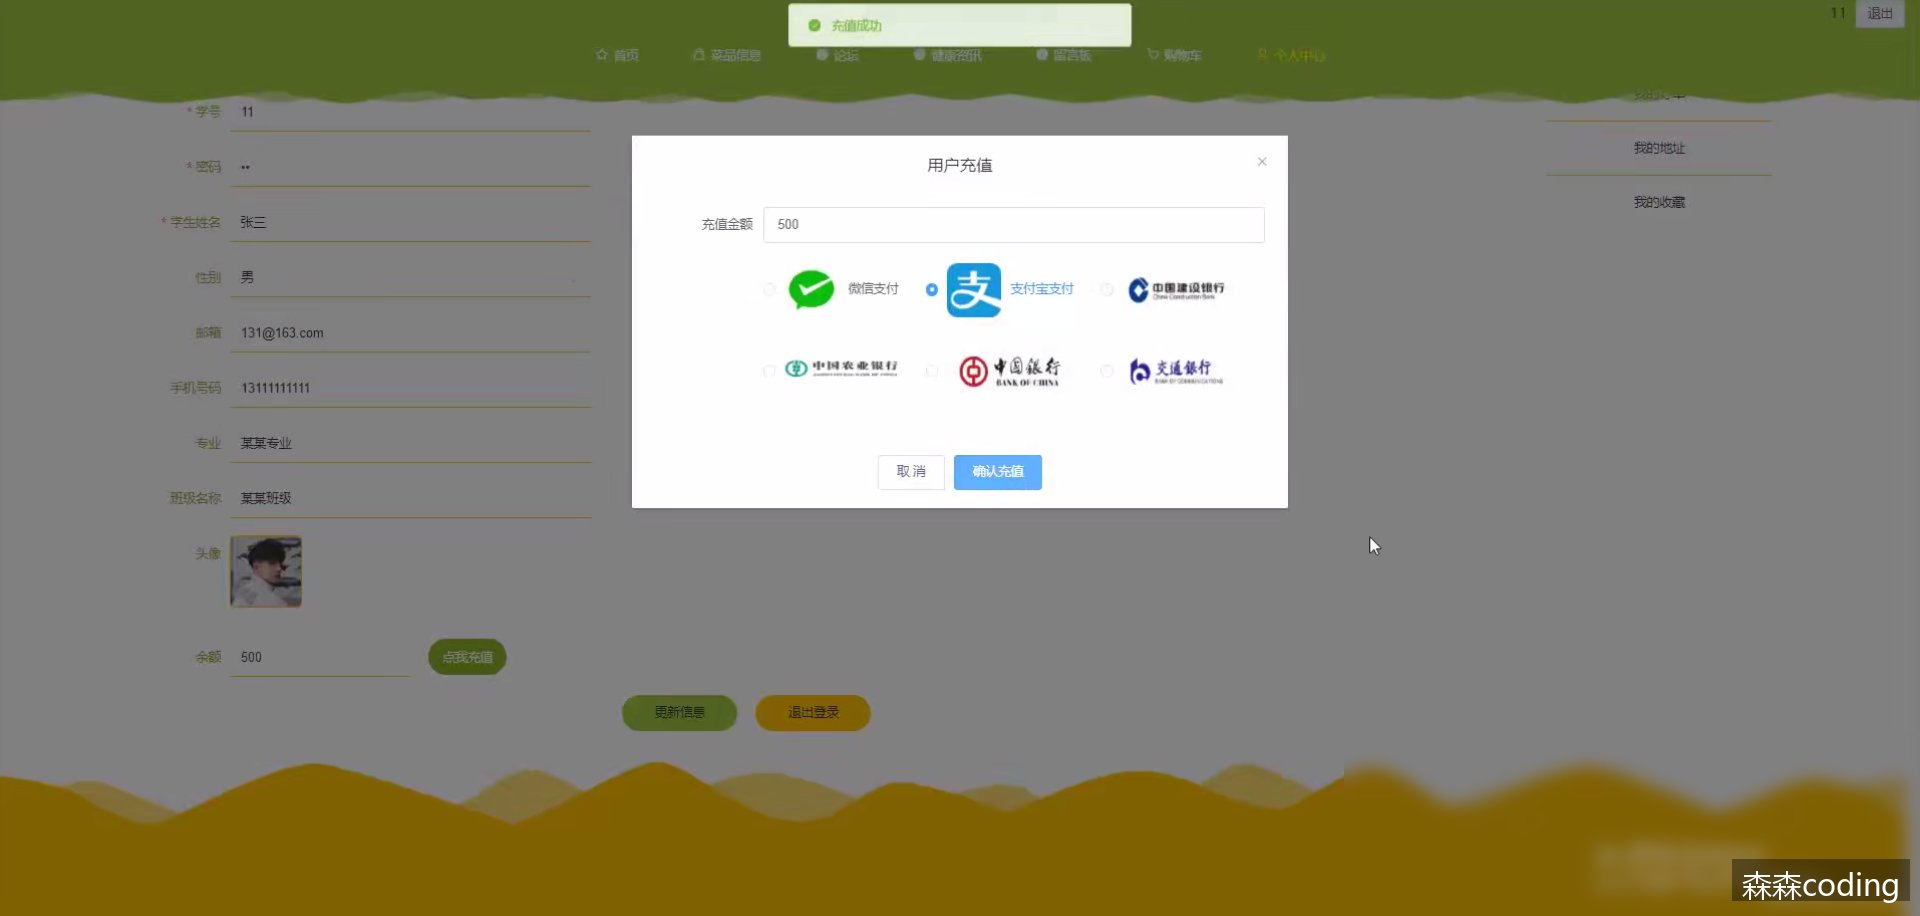 11
退出
充值成功
首页
菜品信息
论坛
健康资讯
留言板
购物车
个人中心
* 学号
11
我的地址
我的收藏
* 密码
••
* 学生姓名
张三
性别
男
邮箱
131@163.com
手机号码
13111111111
专业
某某专业
班级名称
某某班级
头像
余额
500
点我充值
更新信息
退出登录
用户充值
×
充值金额
500
微信支付
支
支付宝支付
中国建设银行
China Construction Bank
中国农业银行
中国银行
BANK OF CHINA
交通银行
BANK OF COMMUNICATIONS
取消
确认充值
森森coding